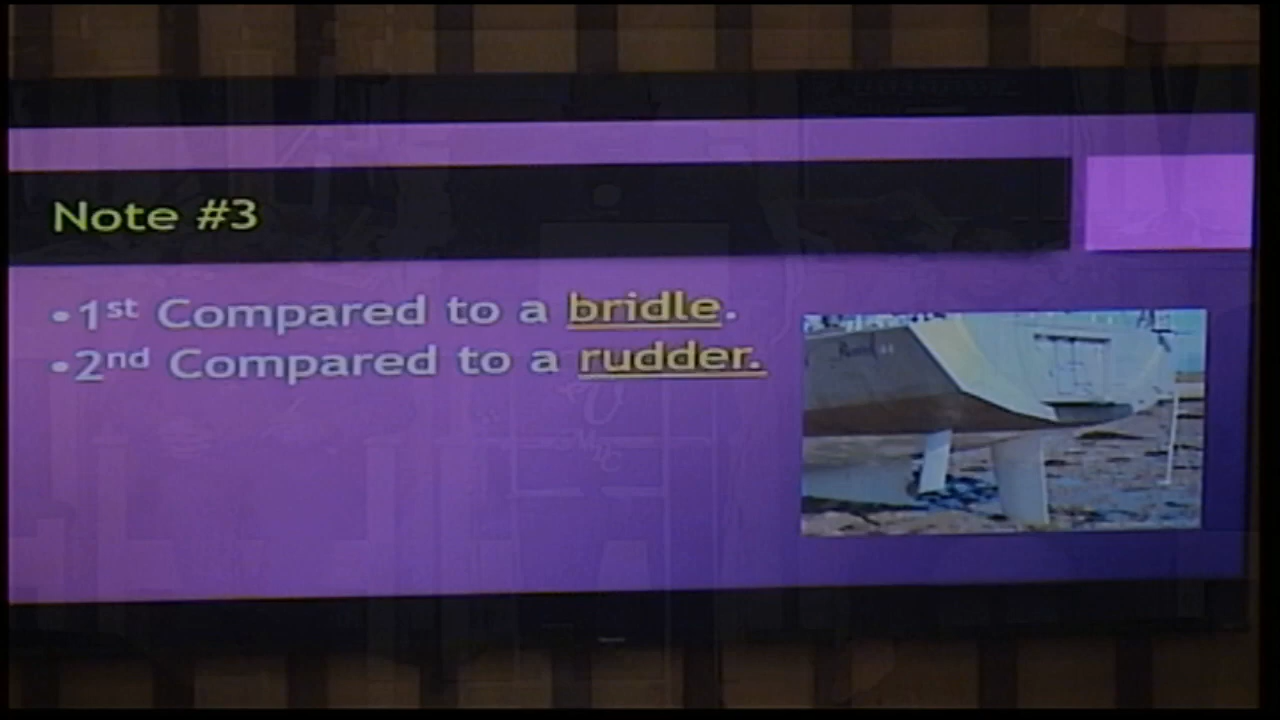 Note #3
•1st Compared to a bridle.
•2nd Compared to a rudder.